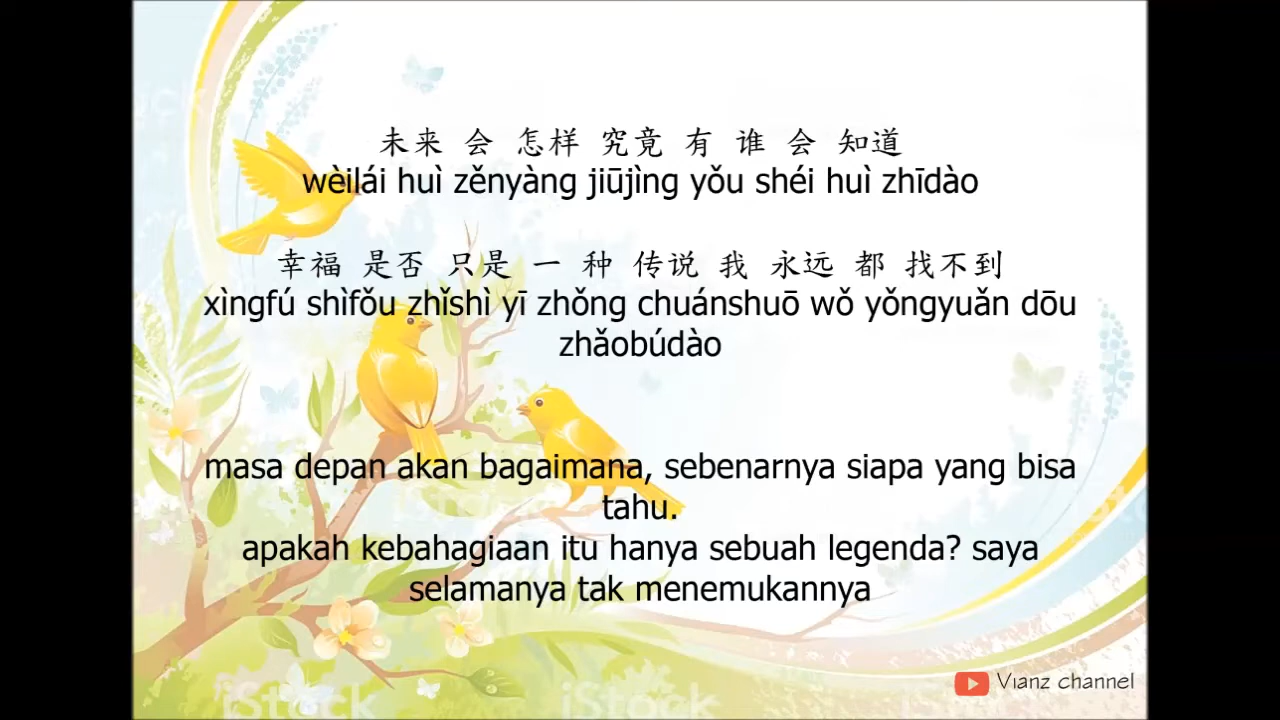 未来 会 怎样 究竟 有 谁 会 知道
wèilái huì zěnyàng jiūjìng yǒu shéi huì zhīdào
幸福 是否 只是 一 种 传说 我 永远 都 找不到
xìngfú shìfǒu zhǐshì yī zhǒng chuánshuō wǒ yǒngyuǎn dōu
zhǎobúdào
masa depan akan bagaimana, sebenarnya siapa yang bisa
tahu.
apakah kebahagiaan itu hanya sebuah legenda? saya
selamanya tak menemukannya
iStock iStock
Vianz channel